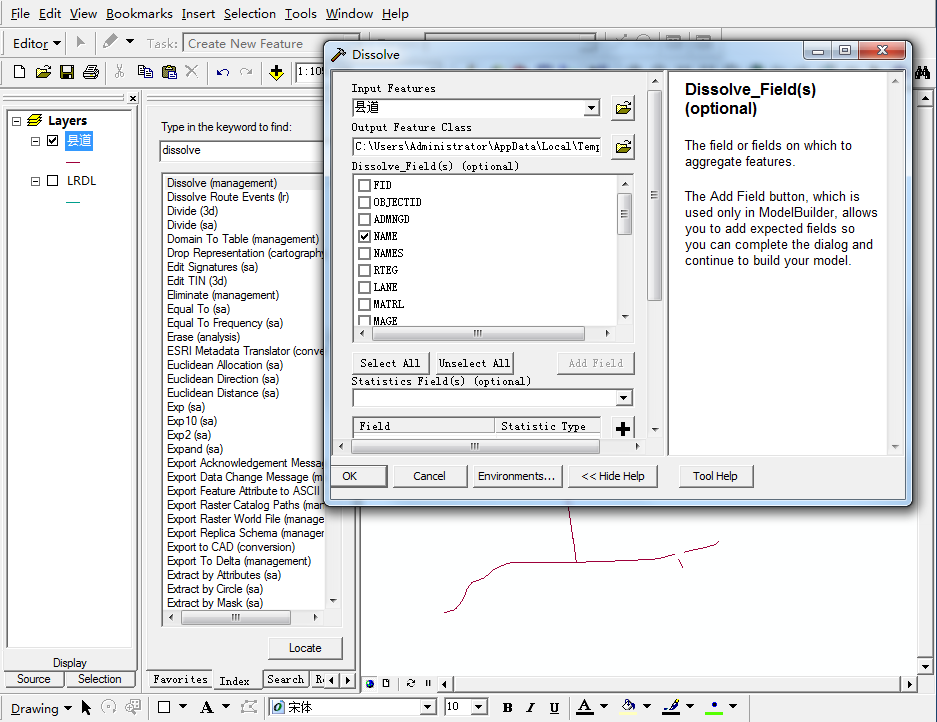 File Edit View Bookmarks Insert Selection Tools Window Help
Editor Task: Create New Feature
Dissolve
Layers
县道
LRDL
Display
Source Selection
Type in the keyword to find:
dissolve
Dissolve (management)
Dissolve Route Events (lr)
Divide (3d)
Divide (sa)
Domain To Table (management)
Drop Representation (cartography
Edit Signatures (sa)
Edit TIN (3d)
Eliminate (management)
Equal To (sa)
Equal To Frequency (sa)
Erase (analysis)
ESRI Metadata Translator (conve
Euclidean Allocation (sa)
Euclidean Direction (sa)
Euclidean Distance (sa)
Exp (sa)
Exp10 (sa)
Exp2 (sa)
Expand (sa)
Export Acknowledgement Messag
Export Data Change Message (m
Export Feature Attribute to ASCII
Export Raster Catalog Paths (mar
Export Raster World File (manage
Export Replica Schema (manager
Export to CAD (conversion)
Export To Delta (management)
Extract by Attributes (sa)
Extract by Circle (sa)
Extract by Mask (sa)
Locate
Favorites Index Search
Input Features
县道
Output Feature Class
C:\Users\Administrator\AppData\Local\Temp
Dissolve_Field(s) (optional)
FID
OBJECTID
ADMNGD
NAME
NAMES
RTEG
LANE
MATRL
MAGE
Select All Unselect All Add Field
Statistics Field(s) (optional)
Field Statistic Type
OK Cancel Environments... << Hide Help Tool Help
Dissolve_Field(s)
(optional)
The field or fields on which to
aggregate features.
The Add Field button, which is
used only in ModelBuilder, allows
you to add expected fields so
you can complete the dialog and
continue to build your model.
Drawing A 宋体 10 B I U A